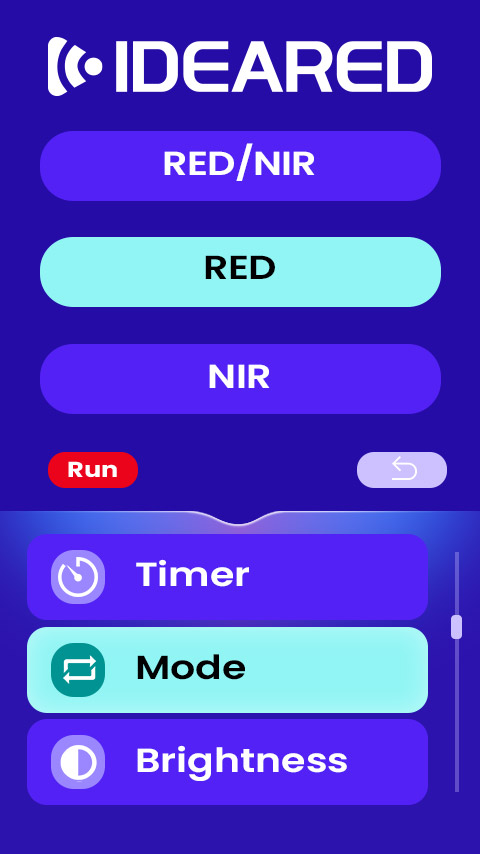 IDEARED
RED/NIR
RED
NIR
Run
Timer
Mode
Brightness